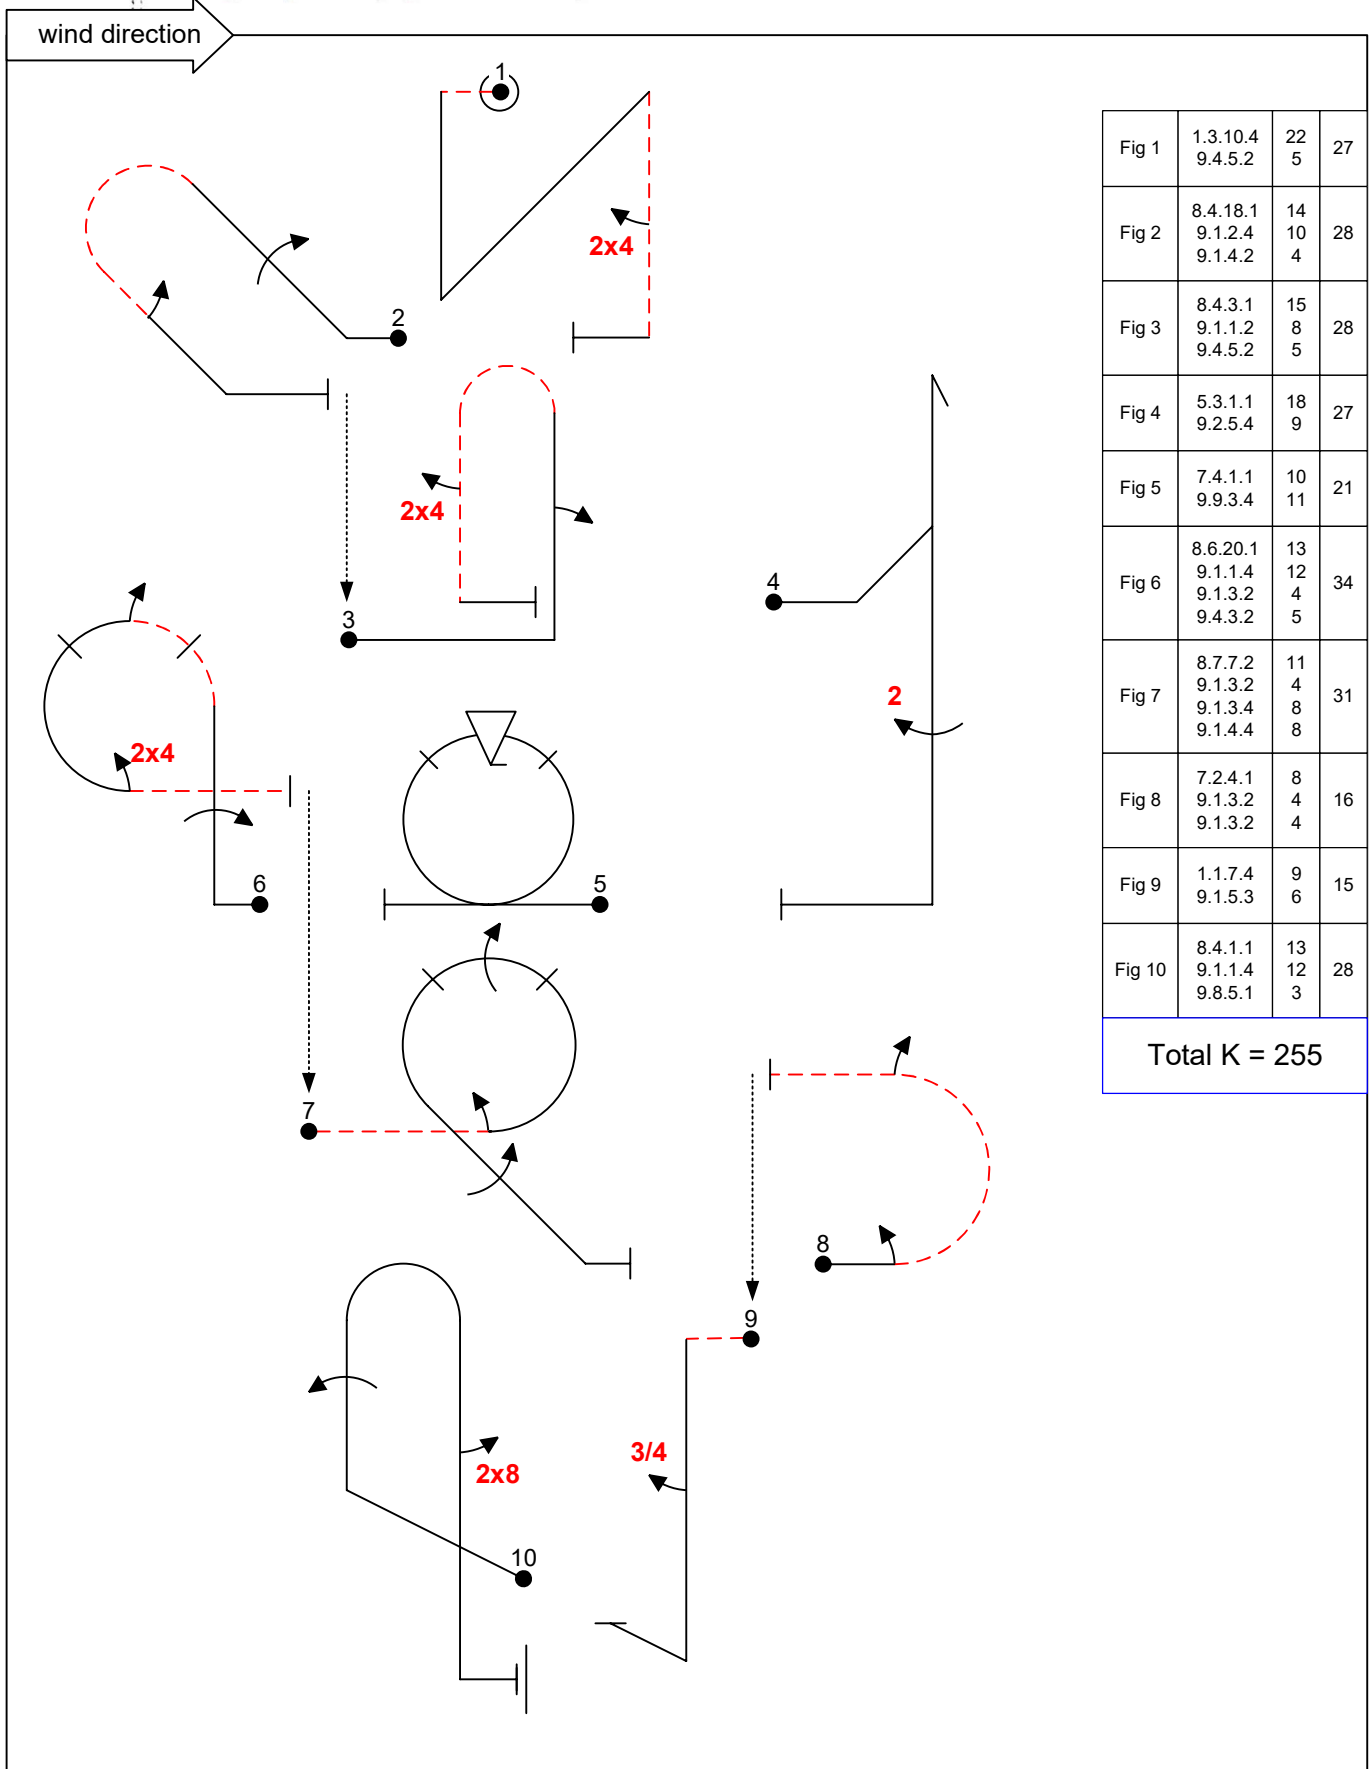 wind direction
1
2x4
2
2x4
3
4
2
2x4
6
5
7
8
9
3/4
2x8
10
Fig 1 1.3.10.4 22 27
9.4.5.2 5
Fig 2 8.4.18.1 14 28
9.1.2.4 10
9.1.4.2 4
Fig 3 8.4.3.1 15 28
9.1.1.2 8
9.4.5.2 5
Fig 4 5.3.1.1 18 27
9.2.5.4 9
Fig 5 7.4.1.1 10 21
9.9.3.4 11
Fig 6 8.6.20.1 13 34
9.1.1.4 12
9.1.3.2 4
9.4.3.2 5
Fig 7 8.7.7.2 11 31
9.1.3.2 4
9.1.3.4 8
9.1.4.4 8
Fig 8 7.2.4.1 8 16
9.1.3.2 4
9.1.3.2 4
Fig 9 1.1.7.4 9 15
9.1.5.3 6
Fig 10 8.4.1.1 13 28
9.1.1.4 12
9.8.5.1 3
Total K = 255